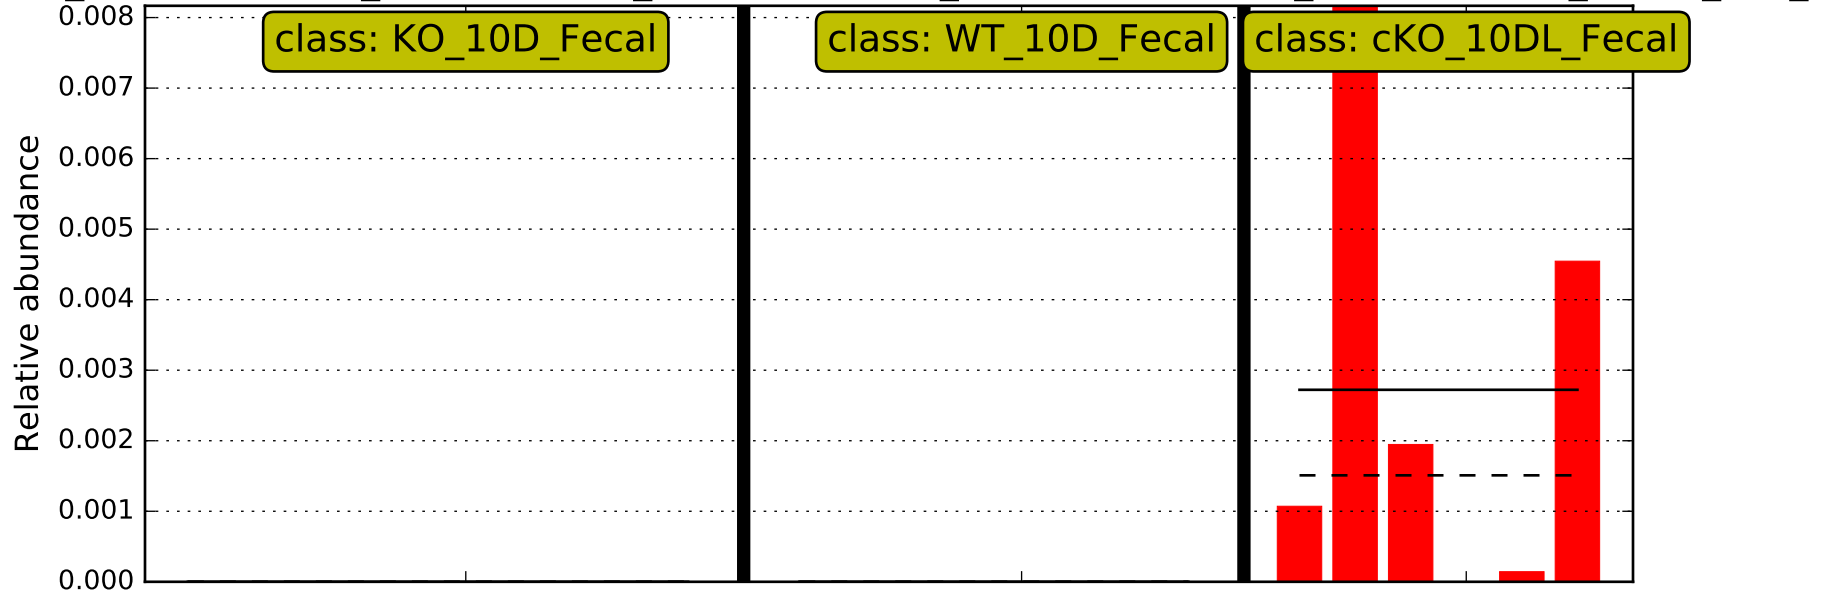 class: KO_10D_Fecal
class: WT_10D_Fecal
class: cKO_10DL_Fecal
Relative abundance
0.008
0.007
0.006
0.005
0.004
0.003
0.002
0.001
0.000